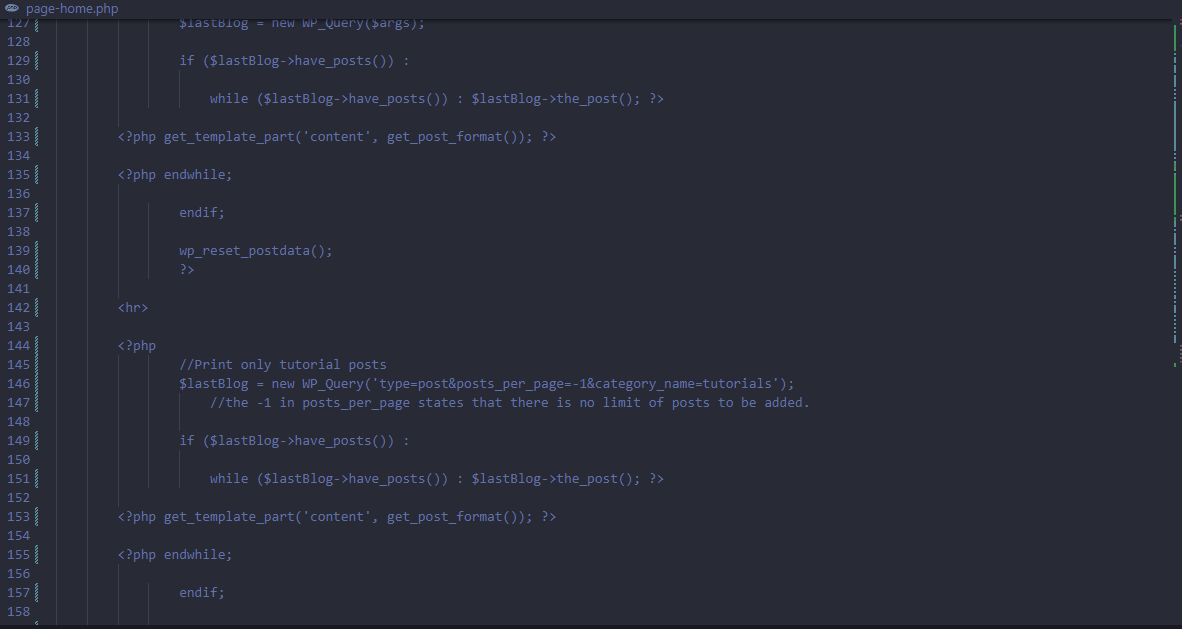 page-home.php
127 $lastBlog = new WP_Query($args);
128
129 if ($lastBlog->have_posts()) :
130
131 while ($lastBlog->have_posts()) : $lastBlog->the_post(); ?>
132
133 <?php get_template_part('content', get_post_format()); ?>
134
135 <?php endwhile;
136
137 endif;
138
139 wp_reset_postdata();
140 ?>
141
142 <hr>
143
144 <?php
145 //Print only tutorial posts
146 $lastBlog = new WP_Query('type=post&posts_per_page=-1&category_name=tutorials');
147 //the -1 in posts_per_page states that there is no limit of posts to be added.
148
149 if ($lastBlog->have_posts()) :
150
151 while ($lastBlog->have_posts()) : $lastBlog->the_post(); ?>
152
153 <?php get_template_part('content', get_post_format()); ?>
154
155 <?php endwhile;
156
157 endif;
158